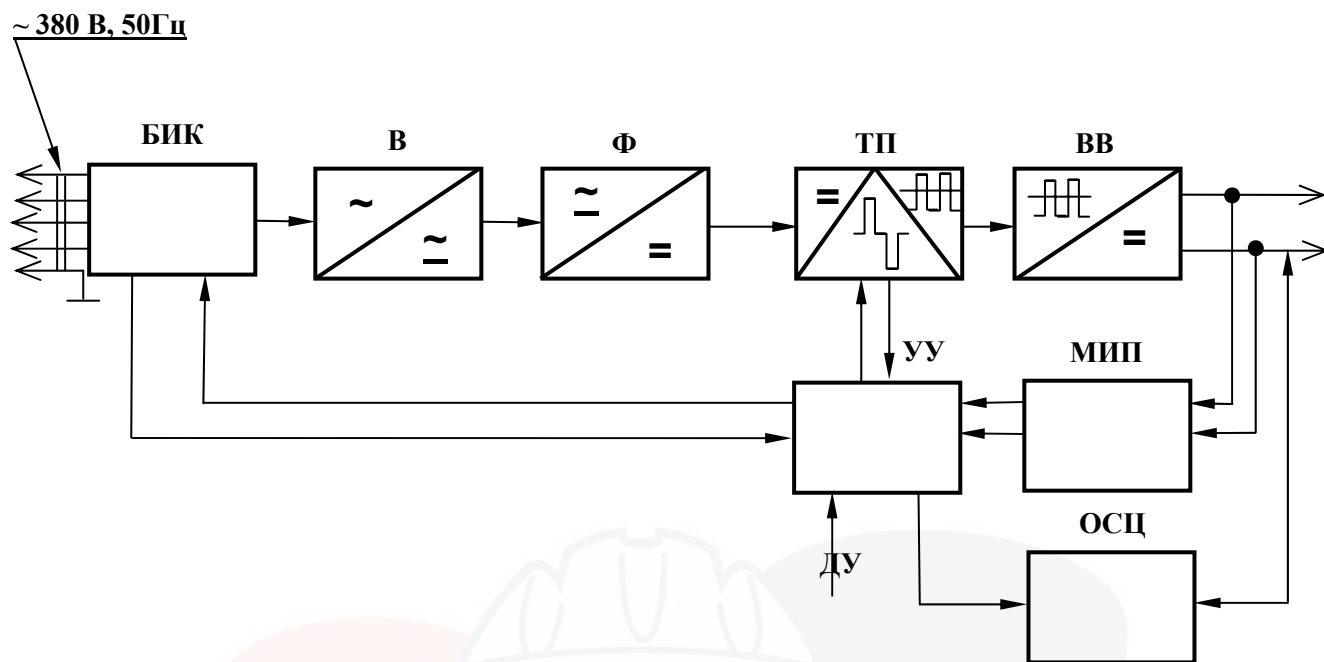 ~ 380 В, 50Гц
БИК
В
Ф
ТП
ВВ
~
≂
≂
=
=
=
УУ
МИП
ДУ
ОСЦ